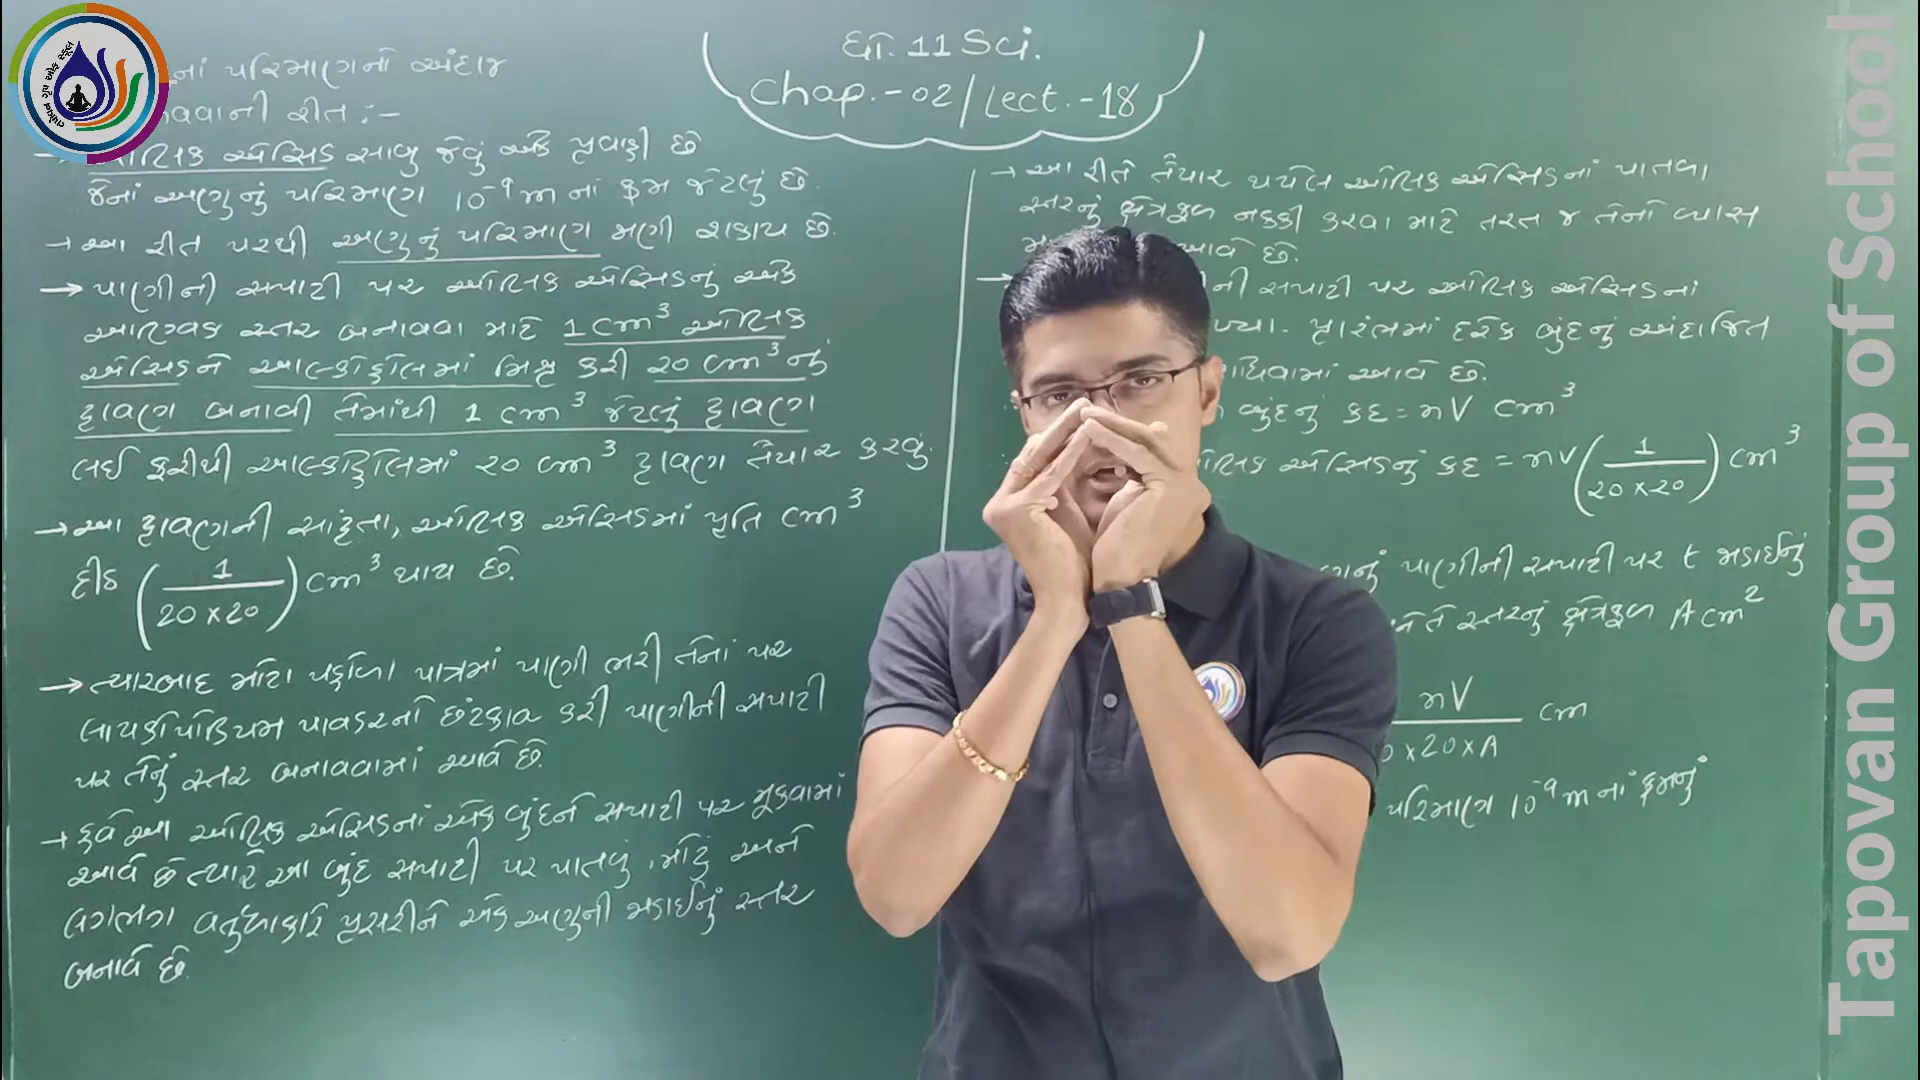 ધો. 11 Sci.
Chap.-02/Lect.-18
નાં પરિમાણનો અંદાજ
વવાની રીત :-
→ ઓલિક ઍસિડ સાબુ જેવું એક પ્રવાહી છે
જેનાં અણુનું પરિમાણ 10⁻⁹ m નાં ક્રમ જેટલું છે.
→ આ રીત પરથી અણુનું પરિમાણ મળી શકાય છે.
→ પાણીની સપાટી પર ઓલિક ઍસિડનું એક
આણ્વિક સ્તર બનાવવા માટે 1 cm³ ઓલિક
ઍસિડને આલ્કોહોલમાં મિશ્ર કરી 20 cm³ નું
દ્રાવણ બનાવી તેમાંથી 1 cm³ જેટલું દ્રાવણ
લઈ ફરીથી આલ્કોહોલમાં 20 cm³ દ્રાવણ તૈયાર કરવું.
→ આ દ્રાવણની સાંદ્રતા, ઓલિક ઍસિડમાં પ્રતિ cm³
દીઠ (1/20×20) cm³ થાય છે.
→ ત્યારબાદ મોટા પહોળા પાત્રમાં પાણી ભરી તેનાં પર
લાયકોપોડિયમ પાવડરનો છંટકાવ કરી પાણીની સપાટી
પર તેનું સ્તર બનાવવામાં આવે છે.
→ હવે આ ઓલિક ઍસિડનાં એક બુંદને સપાટી પર મૂકવામાં
આવે છે ત્યારે આ બુંદ સપાટી પર પાતળું, મોટું અને
લગભગ વર્તુળાકારે પ્રસરીને એક અણુની જાડાઈનું સ્તર
બનાવે છે.
→ આ રીતે તૈયાર થયેલ ઓલિક ઍસિડનાં પાતળા
સ્તરનું ક્ષેત્રફળ નક્કી કરવા માટે તરત જ તેનો વ્યાસ
આવે છે.
→ ની સપાટી પર ઓલિક ઍસિડનાં
પ્રારંભમાં દરેક બુંદનું અંદાજિત
આવે છે.
બુંદનું કદ = nV cm³
ઍસિડનું કદ = nV (1/20×20) cm³
પાણીની સપાટી પર t જાડાઈનું
તે સ્તરનું ક્ષેત્રફળ A cm²
nV
×20×A cm
પરિમાણ 10⁻⁹ m નાં ક્રમનું
Tapovan Group of School